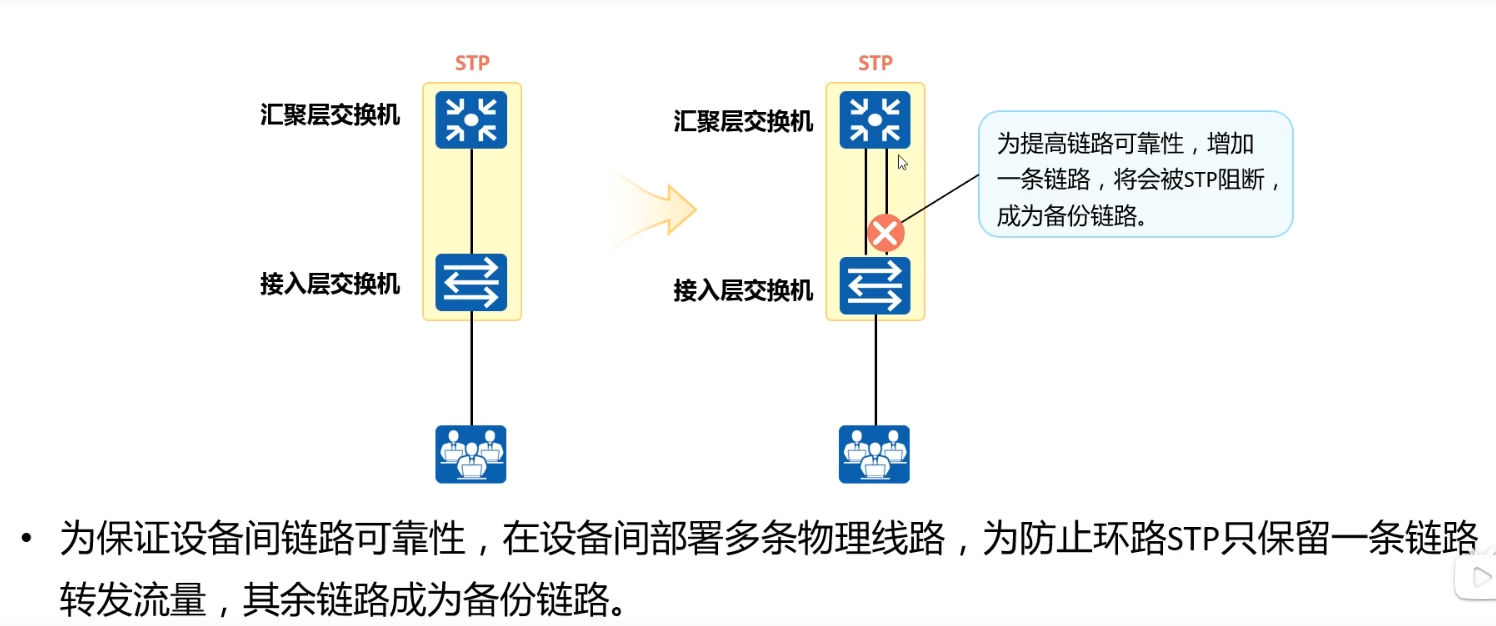 STP
STP
汇聚层交换机
汇聚层交换机
为提高链路可靠性，增加
一条链路，将会被STP阻断，
成为备份链路。
接入层交换机
接入层交换机
• 为保证设备间链路可靠性，在设备间部署多条物理线路，为防止环路STP只保留一条链路
转发流量，其余链路成为备份链路。